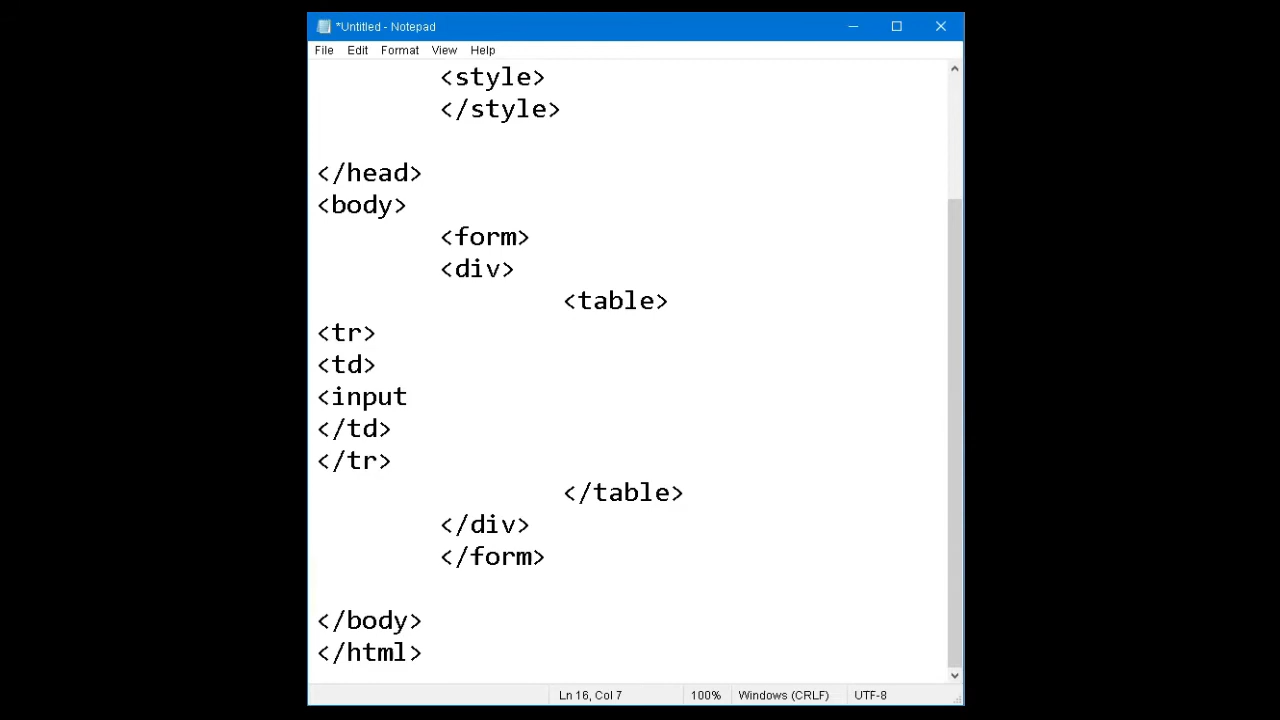 *Untitled - Notepad
File Edit Format View Help
<style>
</style>
</head>
<body>
<form>
<div>
<table>
<tr>
<td>
<input
</td>
</tr>
</table>
</div>
</form>
</body>
</html>
Ln 16, Col 7 100% Windows (CRLF) UTF-8